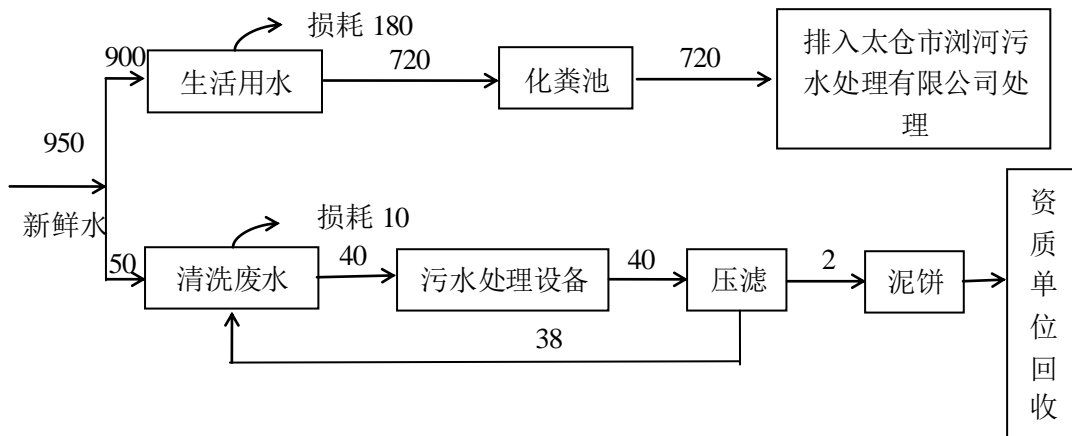 损耗 180
900
生活用水
720
化粪池
720
排入太仓市浏河污
水处理有限公司处
理
950
新鲜水
损耗 10
50
清洗废水
40
污水处理设备
40
压滤
2
泥饼
38
资
质
单
位
回
收